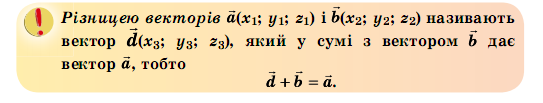 Різницею векторів a⃗(x₁; y₁; z₁) і b⃗(x₂; y₂; z₂) називають
вектор d⃗(x₃; y₃; z₃), який у сумі з вектором b⃗ дає
вектор a⃗, тобто
d⃗ + b⃗ = a⃗.